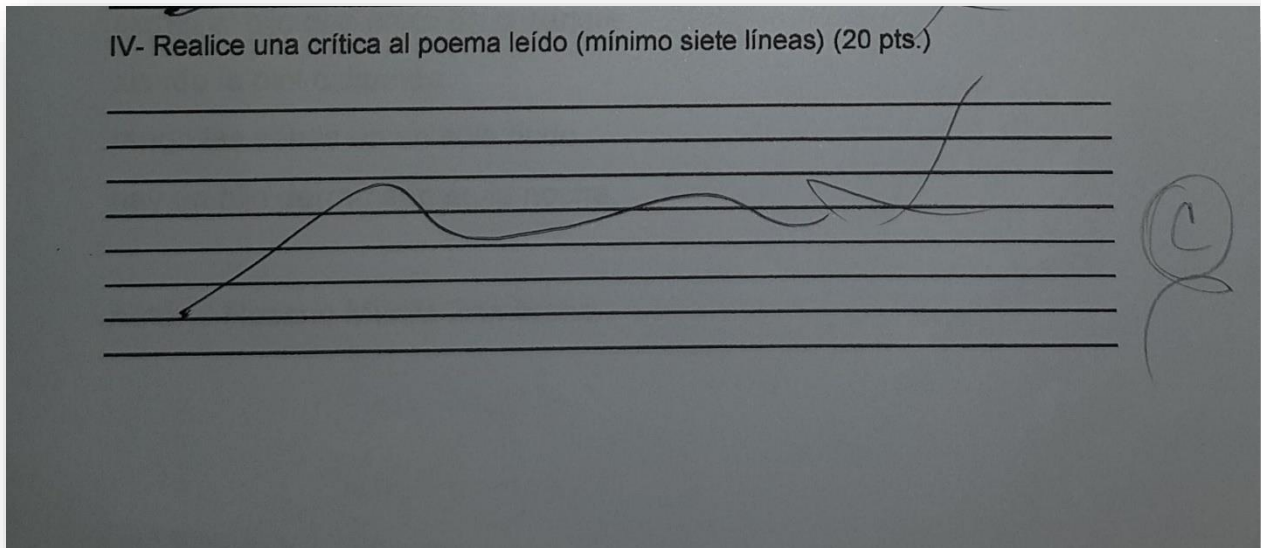 IV- Realice una crítica al poema leído (mínimo siete líneas) (20 pts.)
C